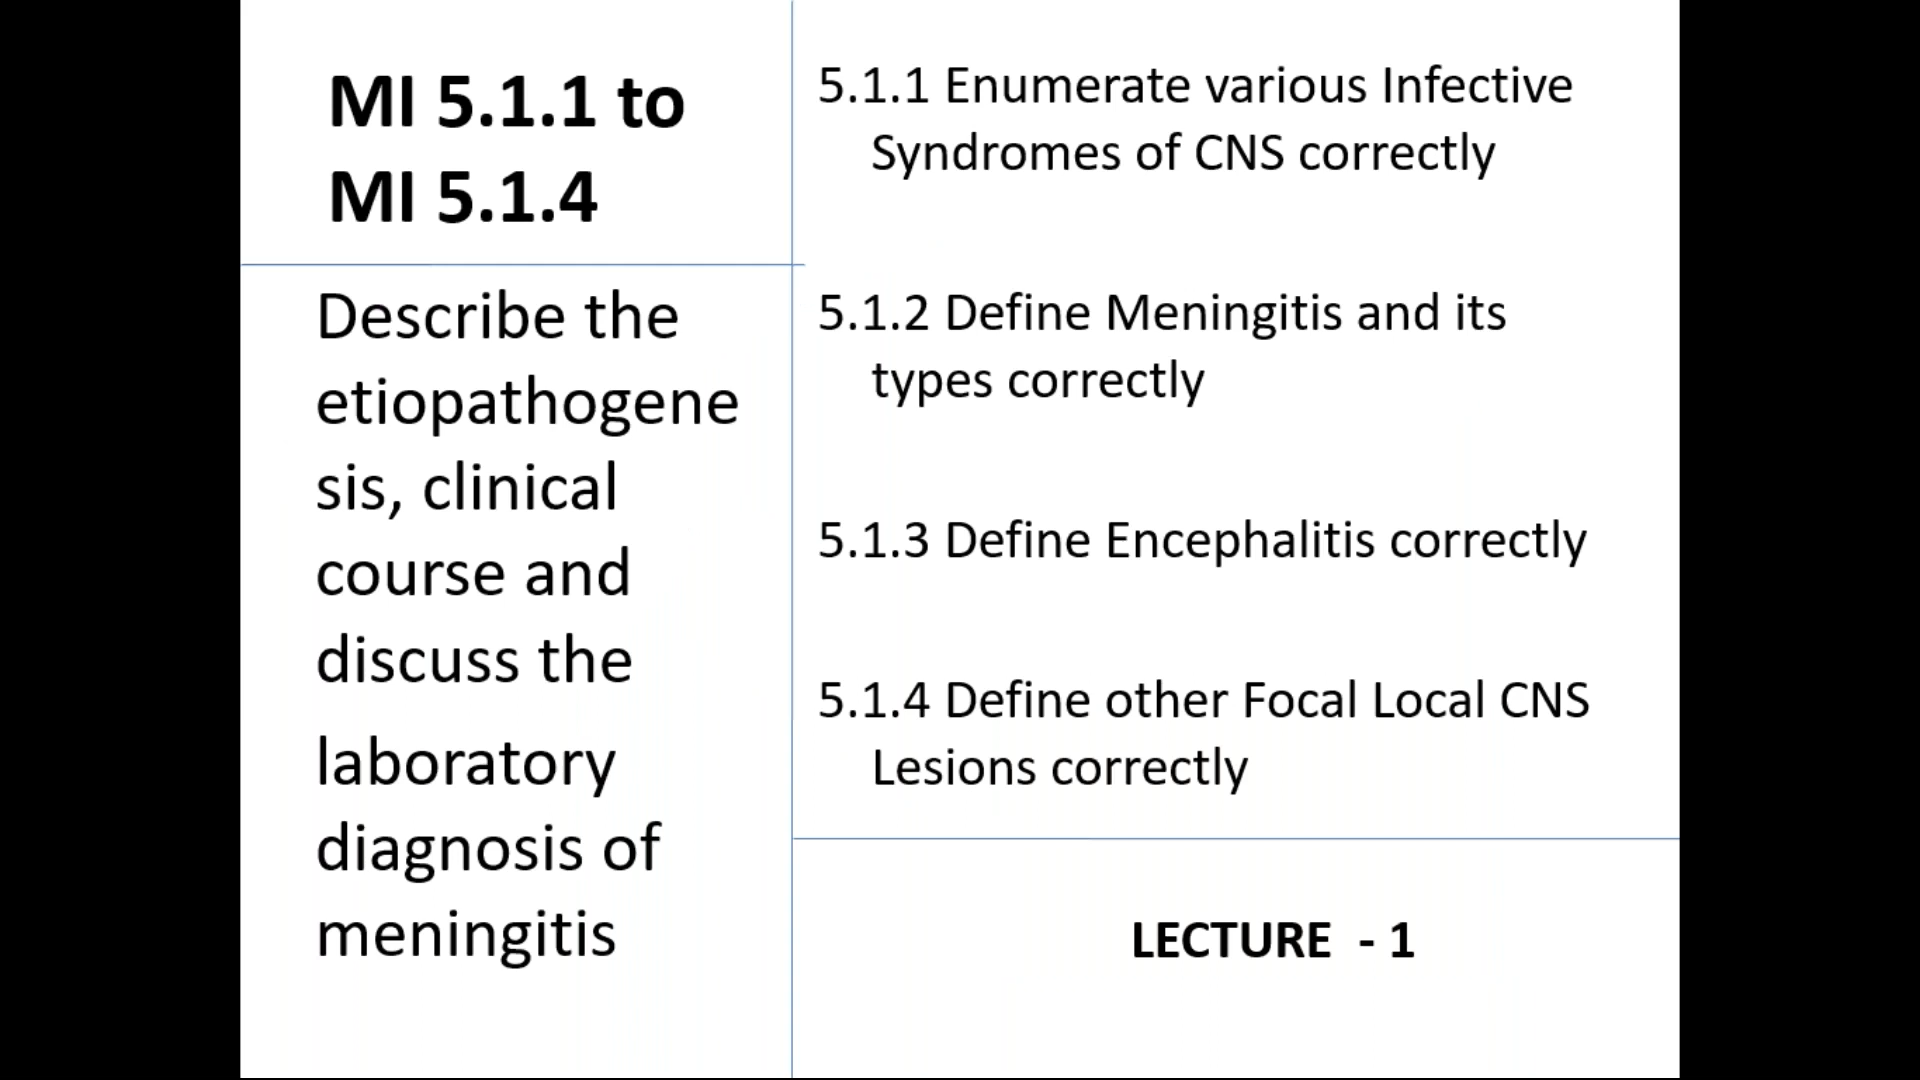 MI 5.1.1 to
MI 5.1.4
Describe the
etiopathogene
sis, clinical
course and
discuss the
laboratory
diagnosis of
meningitis
5.1.1 Enumerate various Infective
Syndromes of CNS correctly
5.1.2 Define Meningitis and its
types correctly
5.1.3 Define Encephalitis correctly
5.1.4 Define other Focal Local CNS
Lesions correctly
LECTURE - 1